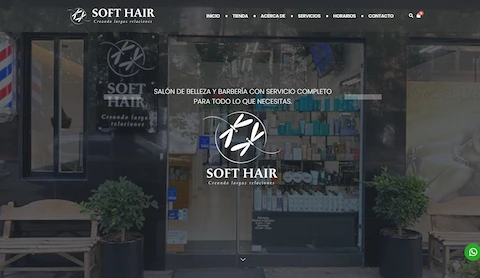 SOFT HAIR
Creando largas relaciones
INICIO TIENDA ACERCA DE SERVICIOS HORARIOS CONTACTO
SOFT
HAIR
Creando largas
relaciones
SALÓN DE BELLEZA Y BARBERÍA CON SERVICIO COMPLETO
PARA TODO LO QUE NECESITAS.
SOFT HAIR
Creando largas relaciones